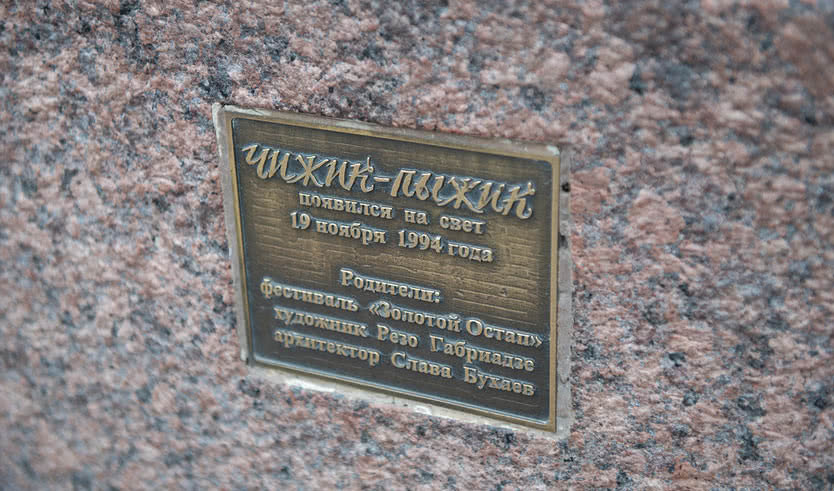 Чижик-Пыжик
появился на свет
19 ноября 1994 года
Родители:
фестиваль «Золотой Остап»
художник Резо Габриадзе
архитектор Слава Бухаев